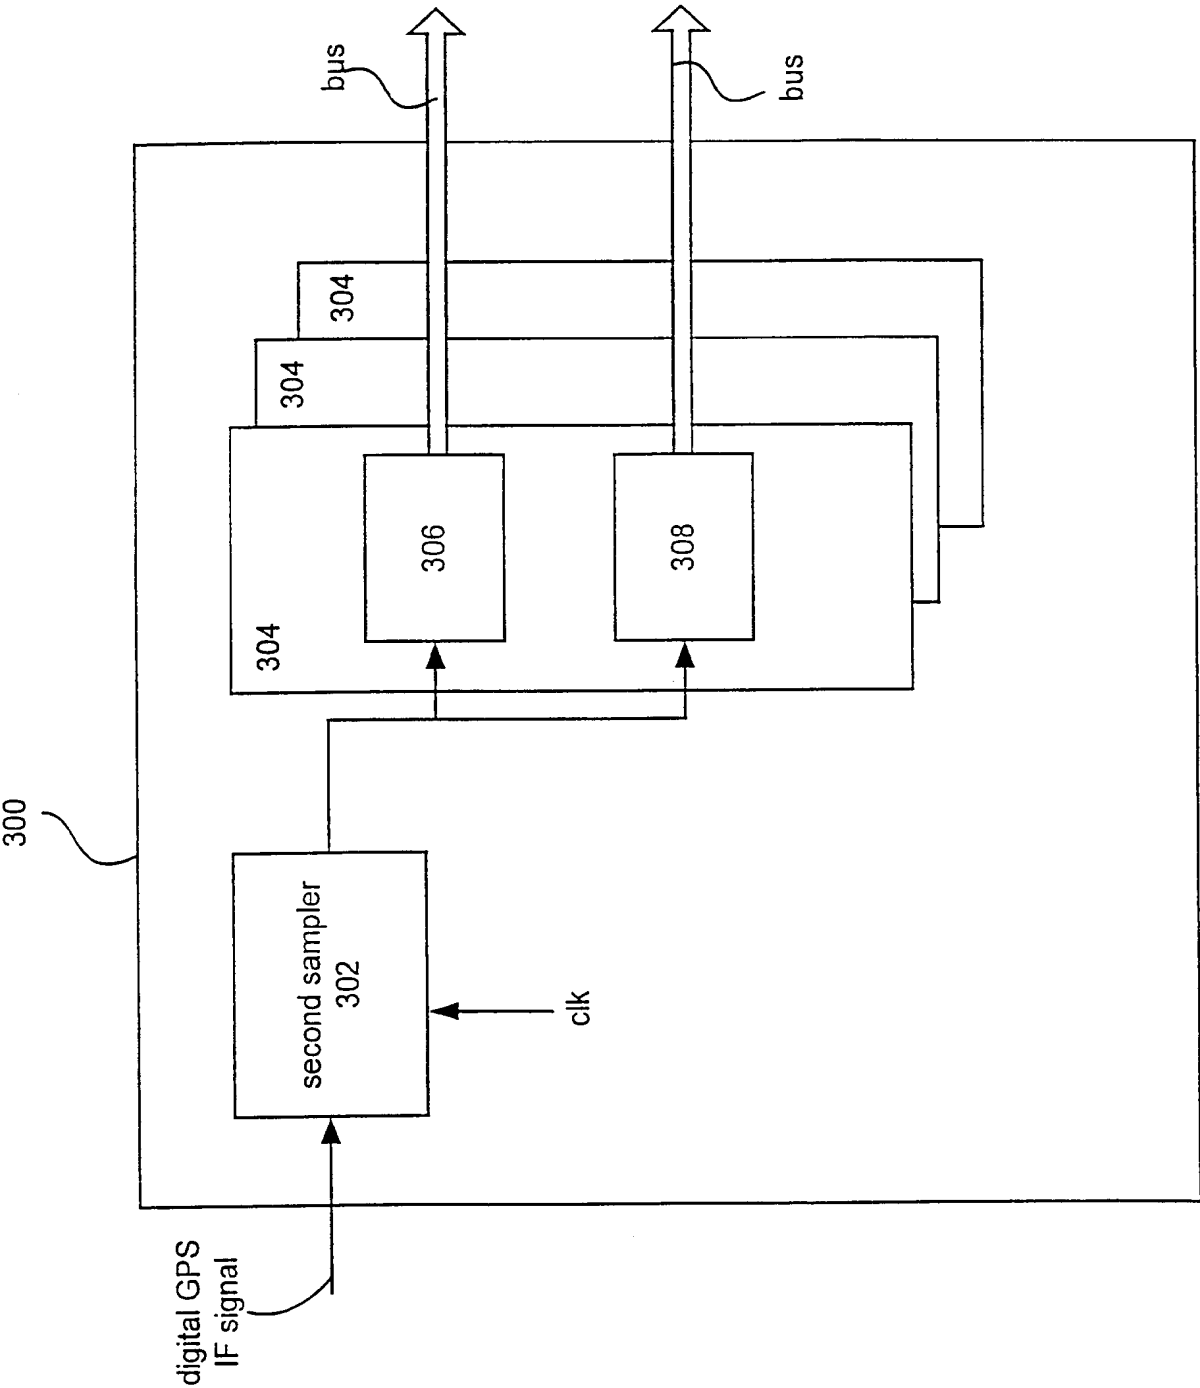 300
digital GPS
IF signal
second sampler
302
clk
304
304
304
306
308
bus
bus